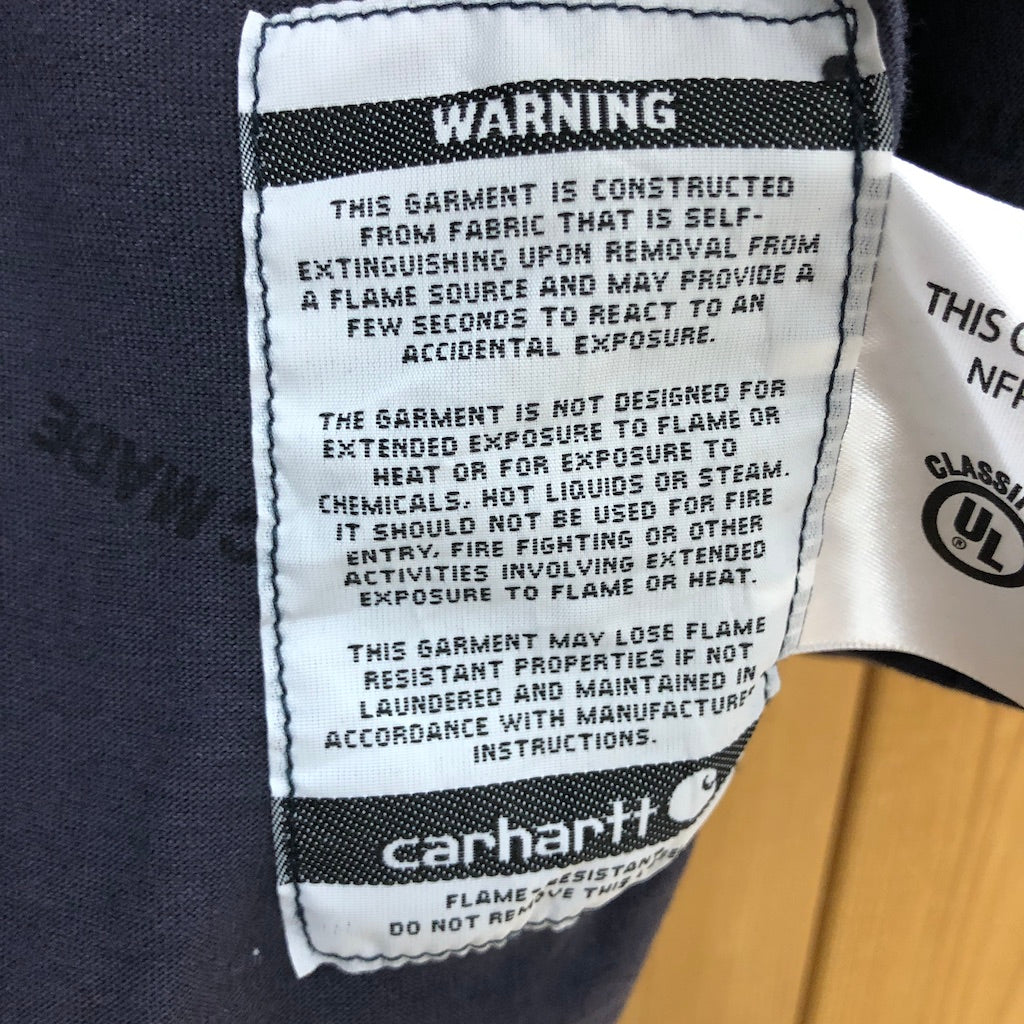 WARNING
THIS GARMENT IS CONSTRUCTED
FROM FABRIC THAT IS SELF-
EXTINGUISHING UPON REMOVAL FROM
A FLAME SOURCE AND MAY PROVIDE A
FEW SECONDS TO REACT TO AN
ACCIDENTAL EXPOSURE.
THE GARMENT IS NOT DESIGNED FOR
EXTENDED EXPOSURE TO FLAME OR
HEAT OR FOR EXPOSURE TO
CHEMICALS, HOT LIQUIDS OR STEAM.
IT SHOULD NOT BE USED FOR FIRE
ENTRY, FIRE FIGHTING OR OTHER
ACTIVITIES INVOLVING EXTENDED
EXPOSURE TO FLAME OR HEAT.
THIS GARMENT MAY LOSE FLAME
RESISTANT PROPERTIES IF NOT
LAUNDERED AND MAINTAINED IN
ACCORDANCE WITH MANUFACTURE
INSTRUCTIONS.
carhartt
FLAME-RESISTANT
DO NOT REMOVE THIS
THIS
UL
®